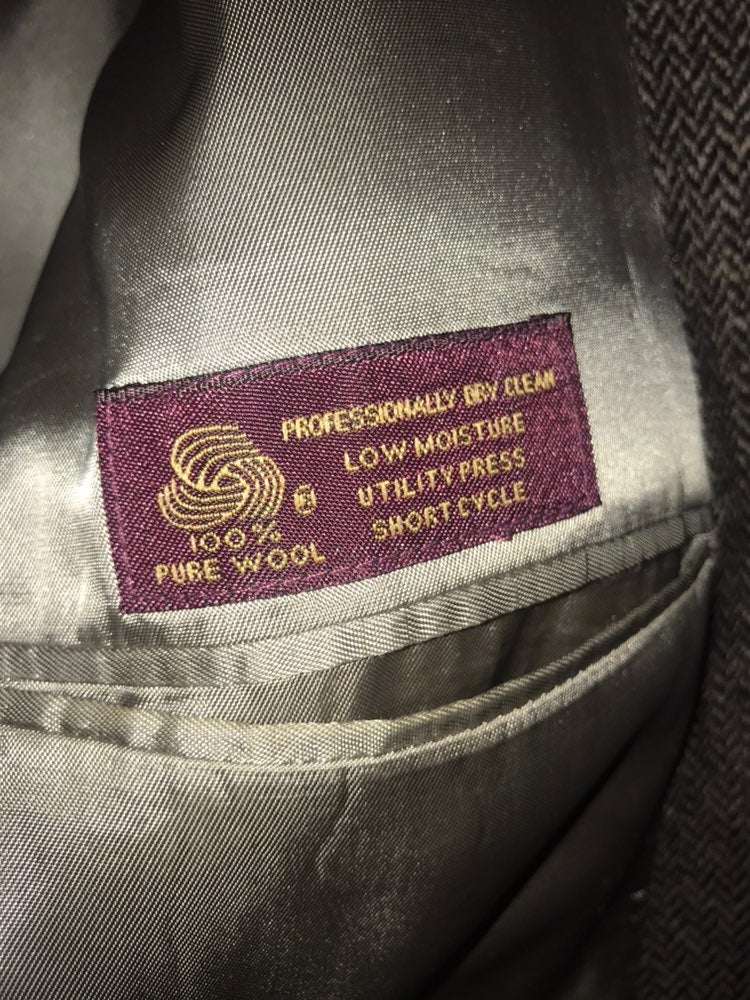 PROFESSIONALLY DRY CLEAN
LOW MOISTURE
UTILITY PRESS
SHORT CYCLE
100%
PURE WOOL